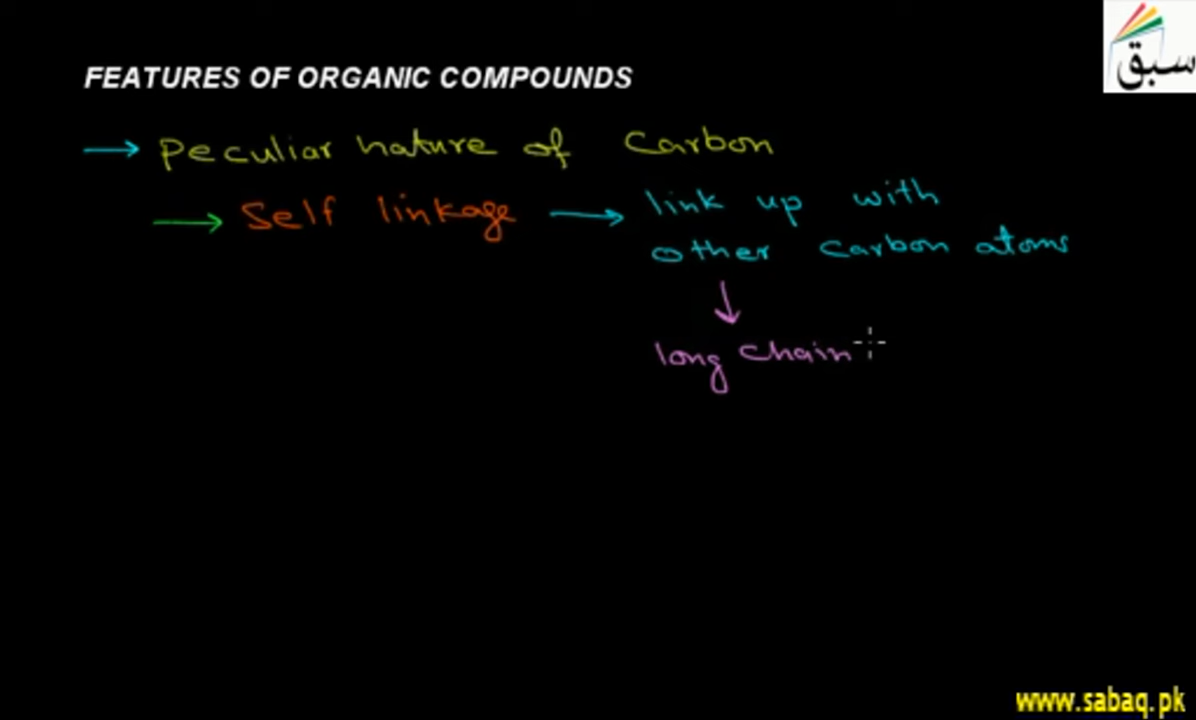 سبق
FEATURES OF ORGANIC COMPOUNDS
→ Peculiar nature of Carbon
→ Self linkage → link up with
other carbon atoms
↓
long chain
www.sabaq.pk